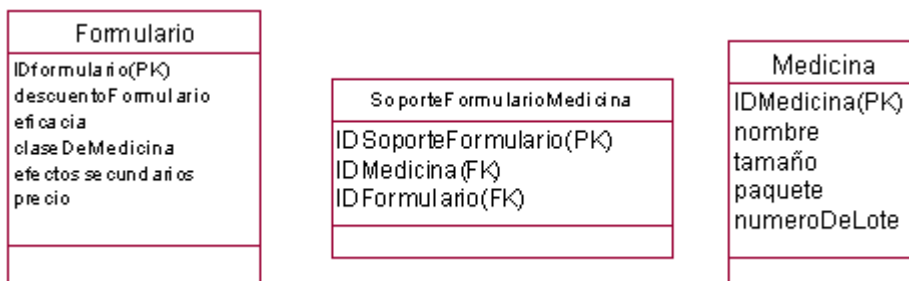 Formulario
IDformulario(PK)
descuentoFormulario
eficacia
claseDeMedicina
efectos secundarios
precio
SoporteFormularioMedicina
IDSoporteFormulario(PK)
IDMedicina(FK)
IDFormulario(FK)
Medicina
IDMedicina(PK)
nombre
tamaño
paquete
numeroDeLote